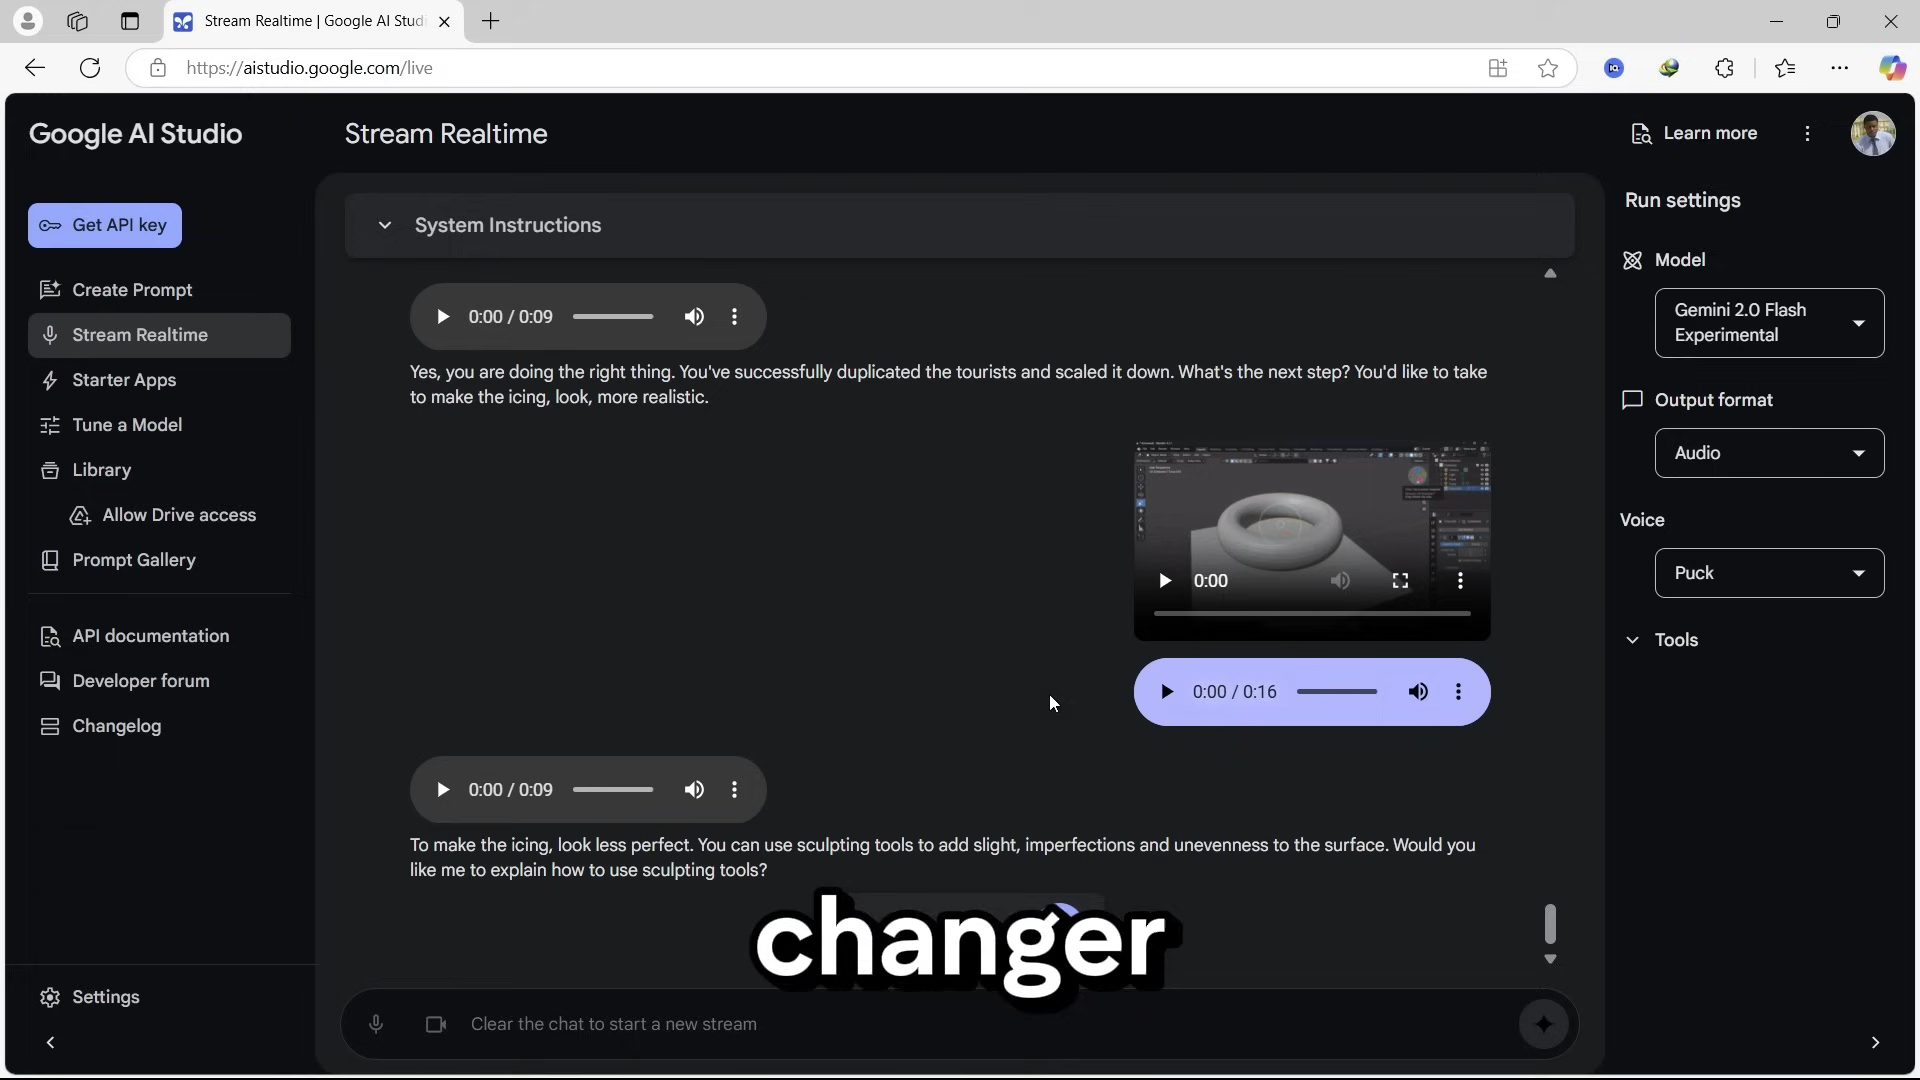 Stream Realtime | Google AI Studi
https://aistudio.google.com/live
Google AI Studio
Stream Realtime
Learn more
Get API key
Create Prompt
Stream Realtime
Starter Apps
Tune a Model
Library
Allow Drive access
Prompt Gallery
API documentation
Developer forum
Changelog
Settings
System Instructions
0:00 / 0:09
Yes, you are doing the right thing. You've successfully duplicated the tourists and scaled it down. What's the next step? You'd like to take
to make the icing, look, more realistic.
0:00
0:00 / 0:16
0:00 / 0:09
To make the icing, look less perfect. You can use sculpting tools to add slight, imperfections and unevenness to the surface. Would you
like me to explain how to use sculpting tools?
changer
Clear the chat to start a new stream
Run settings
Model
Gemini 2.0 Flash
Experimental
Output format
Audio
Voice
Puck
Tools